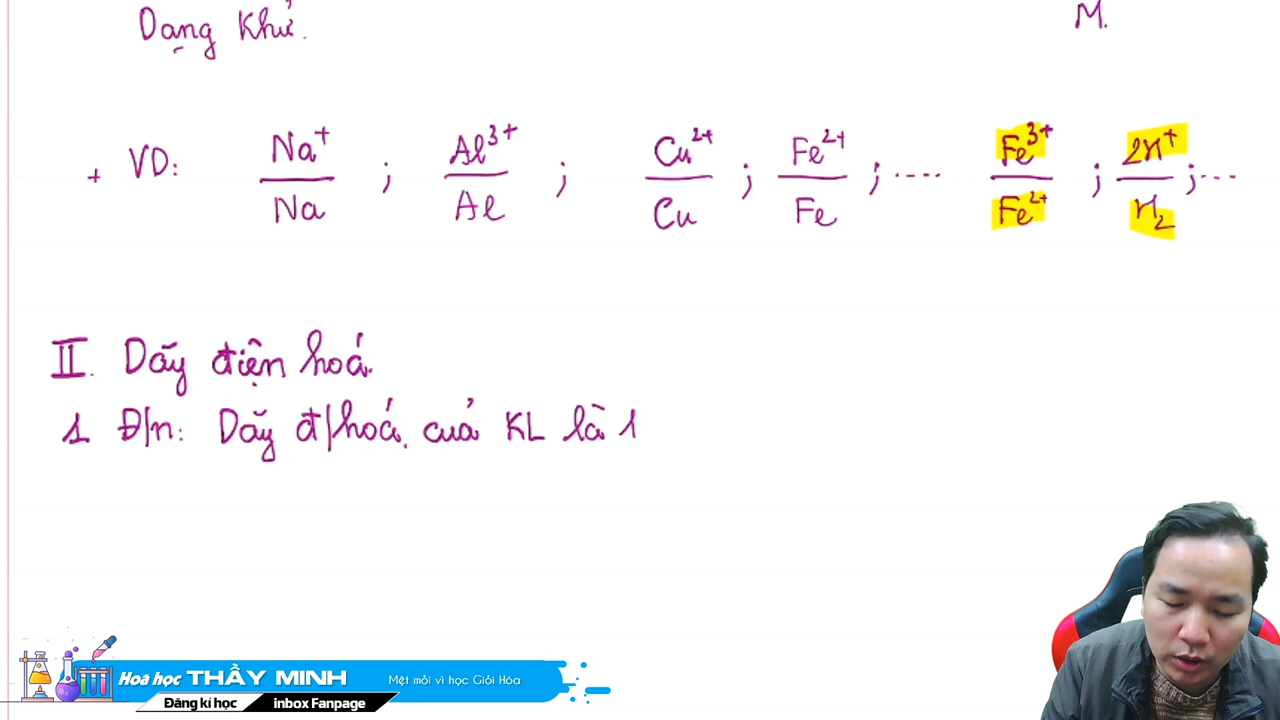 Dạng Khử.
M.
+ VD: Na⁺/Na ; Al³⁺/Al ; Cu²⁺/Cu ; Fe²⁺/Fe ; .... Fe³⁺/Fe²⁺ ; 2H⁺/H₂ ; ...
II. Dãy điện hoá.
1. Đ/n: Dãy đ/hoá của KL là 1
Hoá học THẦY MINH
Mệt mỏi vì học Giỏi Hóa
Đăng kí học inbox Fanpage